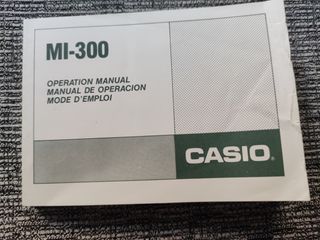 MI-300
OPERATION MANUAL
MANUAL DE OPERACION
MODE D'EMPLOI
CASIO®